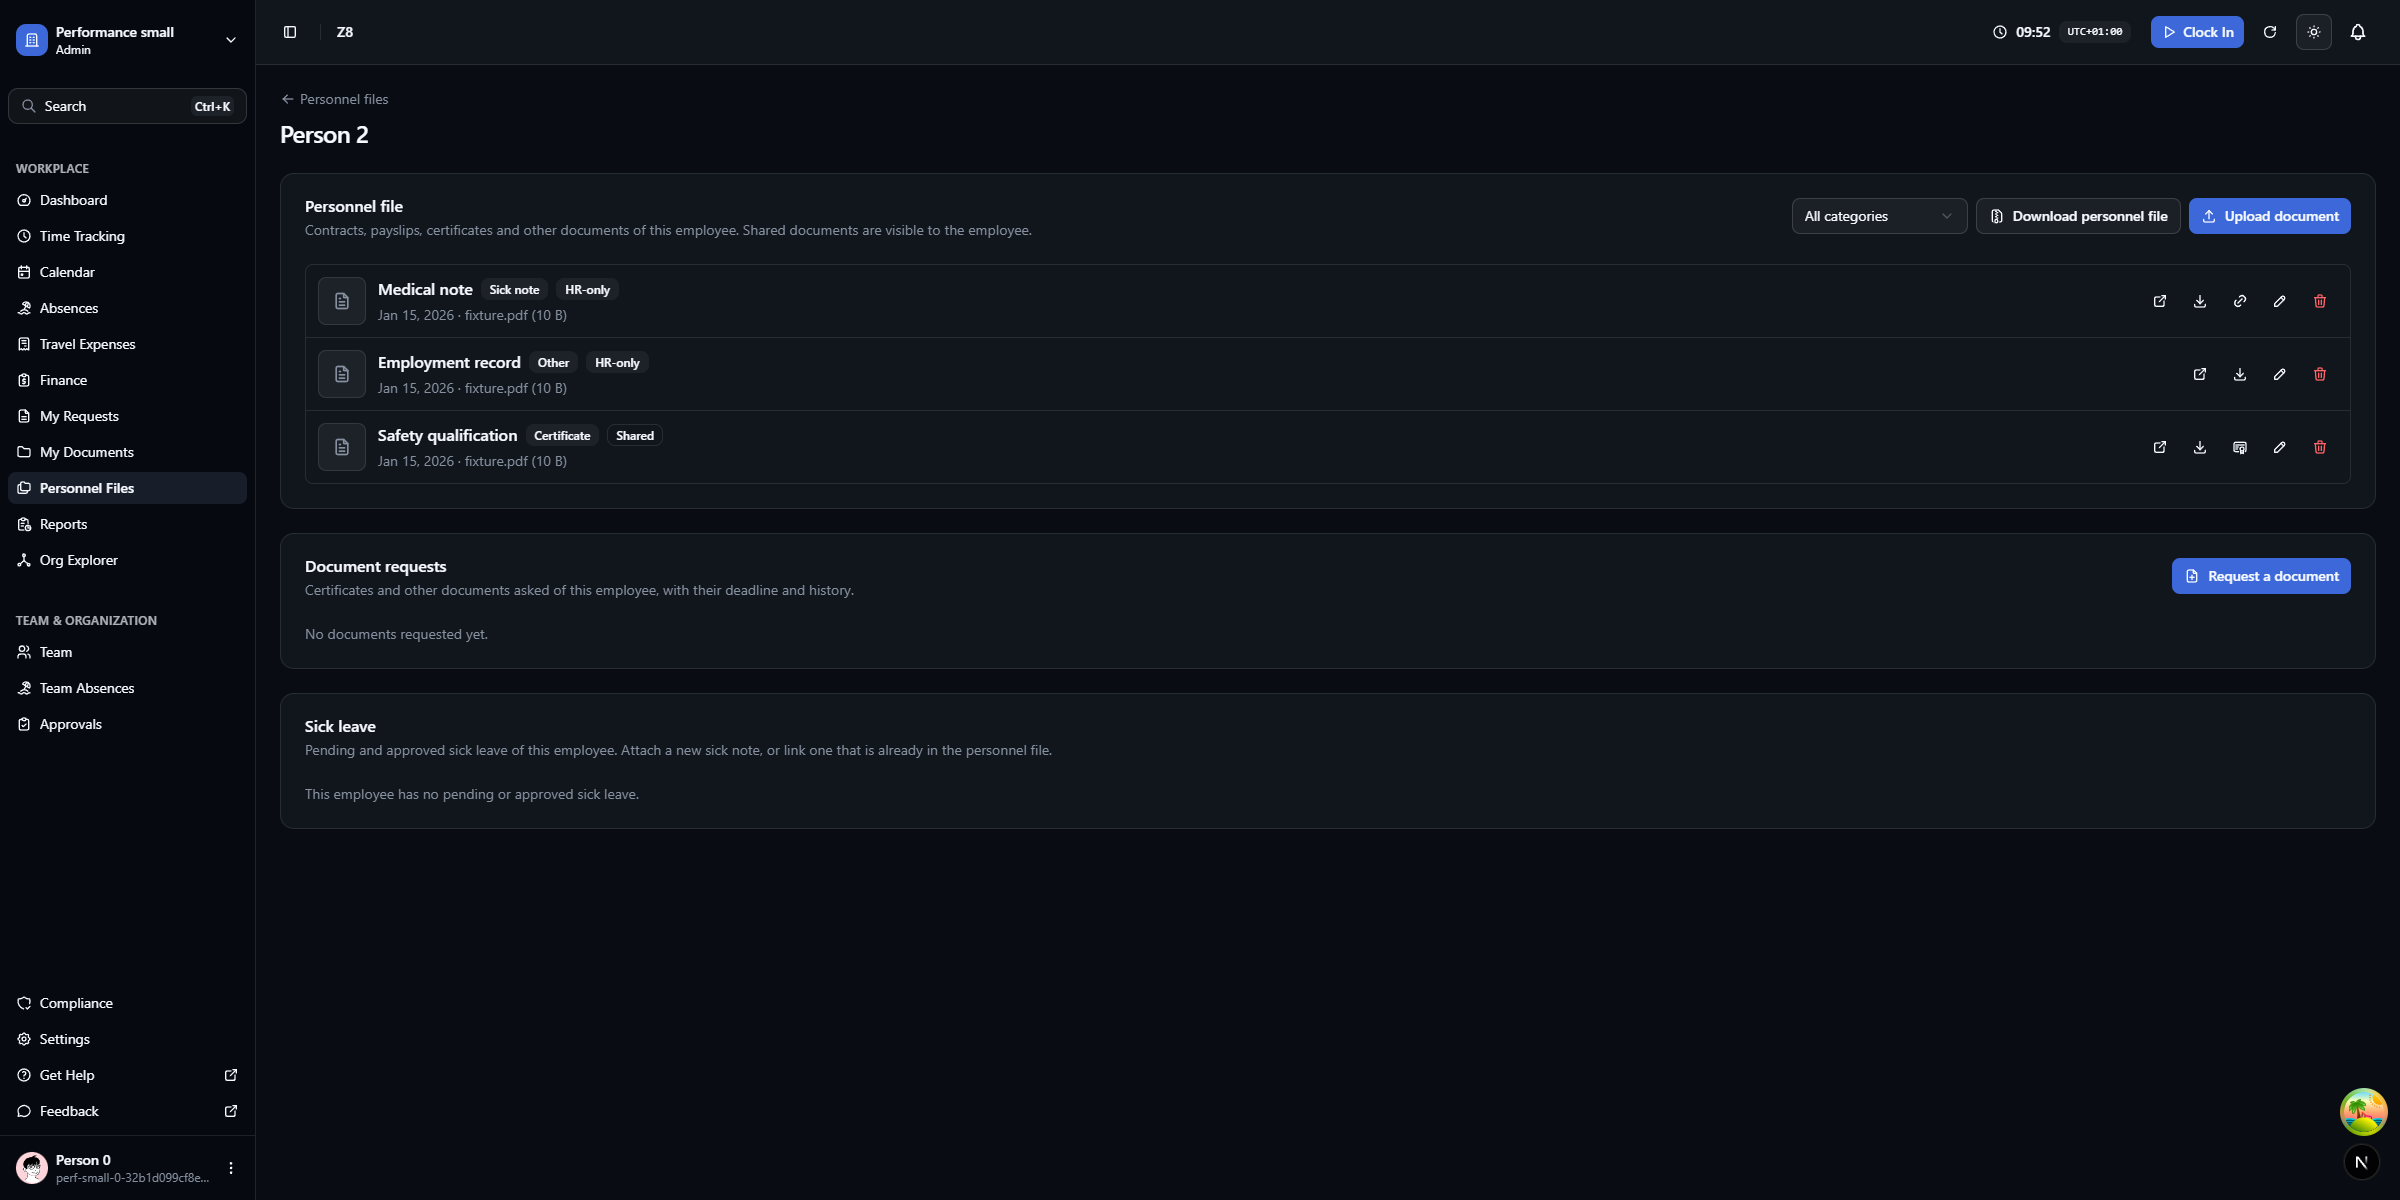 Performance small
Admin
Search
Ctrl+K
WORKPLACE
Dashboard
Time Tracking
Calendar
Absences
Travel Expenses
Finance
My Requests
My Documents
Personnel Files
Reports
Org Explorer
TEAM & ORGANIZATION
Team
Team Absences
Approvals
Compliance
Settings
Get Help
Feedback
Person 0
perf-small-0-32b1d099cf8e...
Z8
09:52
UTC+01:00
Clock In
Personnel files
Person 2
Personnel file
Contracts, payslips, certificates and other documents of this employee. Shared documents are visible to the employee.
All categories
Download personnel file
Upload document
Medical note Sick note HR-only
Jan 15, 2026 · fixture.pdf (10 B)
Employment record Other HR-only
Jan 15, 2026 · fixture.pdf (10 B)
Safety qualification Certificate Shared
Jan 15, 2026 · fixture.pdf (10 B)
Document requests
Certificates and other documents asked of this employee, with their deadline and history.
Request a document
No documents requested yet.
Sick leave
Pending and approved sick leave of this employee. Attach a new sick note, or link one that is already in the personnel file.
This employee has no pending or approved sick leave.
N